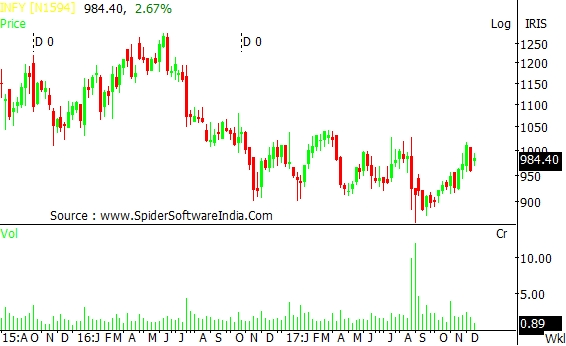 INFY [N1594] 984.40, 2.67%
Price Log IRIS
D 0 D 0
1250
1200
1150
1100
1050
1000
984.40
950
900
Source : www.SpiderSoftwareIndia.Com
Vol Cr
10.00
5.00
0.89
15:A O N D 16:J F M A M J J A S O N D 17:J F M A M J J A S O N D Wkl